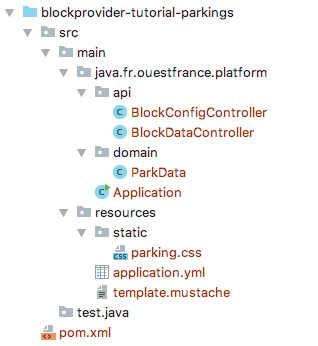 blockprovider-tutorial-parkings
src
main
java.fr.ouestfrance.platform
api
BlockConfigController
BlockDataController
domain
ParkData
Application
resources
static
parking.css
application.yml
template.mustache
test.java
pom.xml